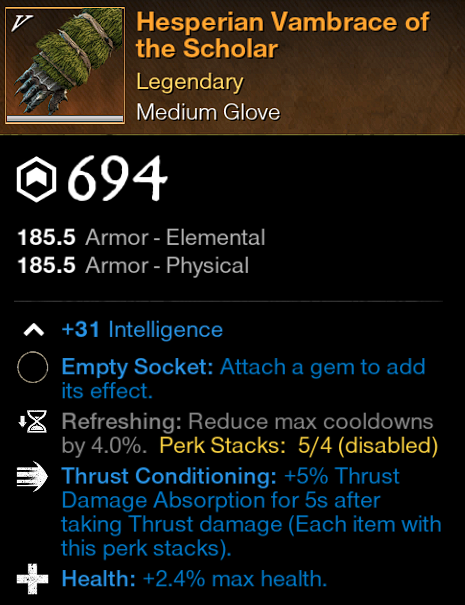 V
Hesperian Vambrace of
the Scholar
Legendary
Medium Glove
694
185.5 Armor - Elemental
185.5 Armor - Physical
+31 Intelligence
Empty Socket: Attach a gem to add
its effect.
Refreshing: Reduce max cooldowns
by 4.0%. Perk Stacks: 5/4 (disabled)
Thrust Conditioning: +5% Thrust
Damage Absorption for 5s after
taking Thrust damage (Each item with
this perk stacks).
Health: +2.4% max health.